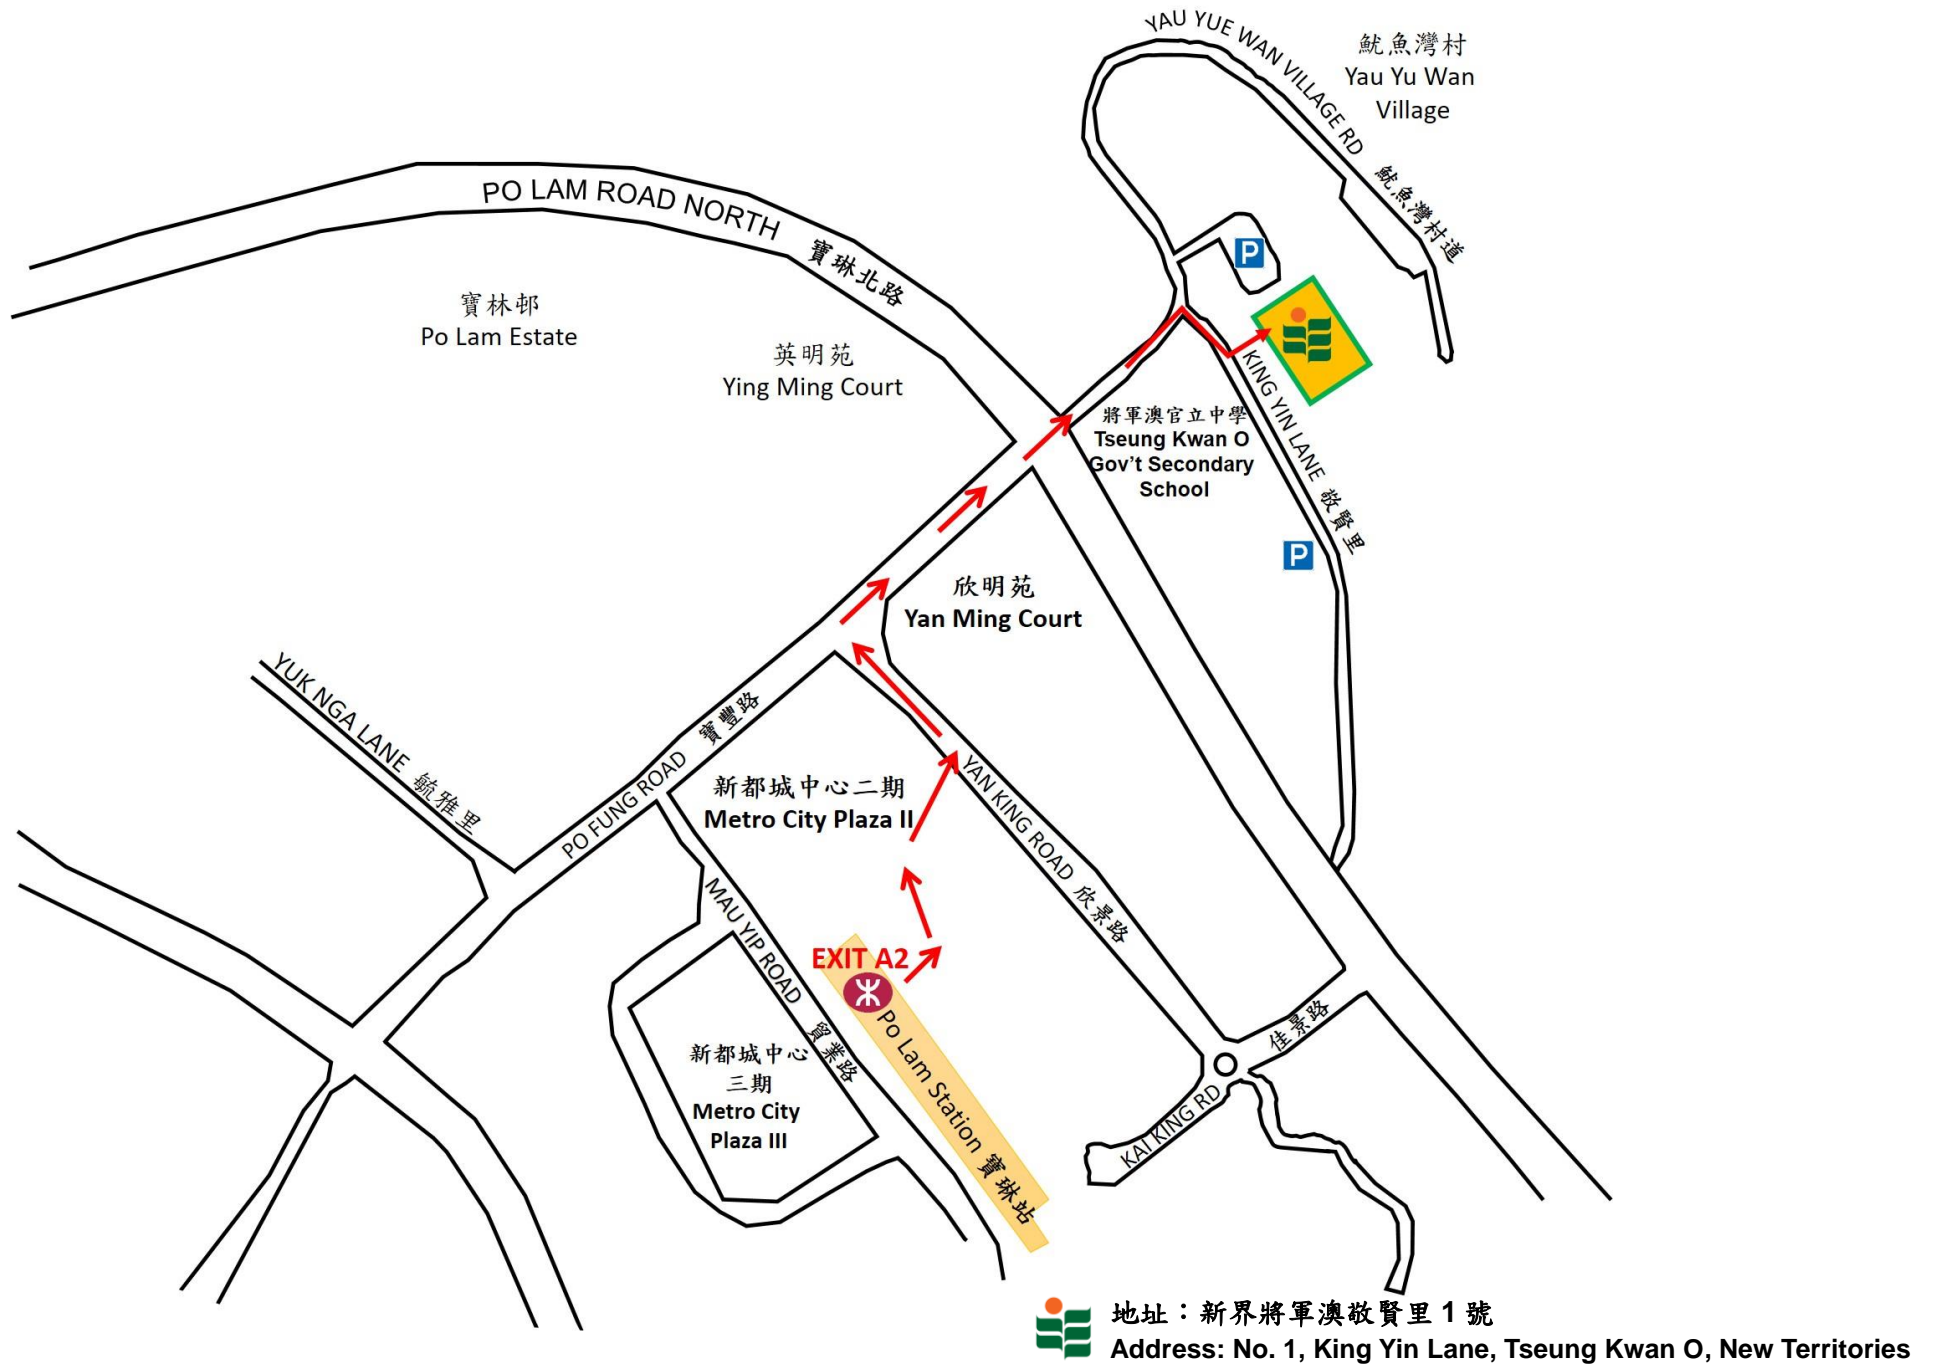 YAU YUE WAN VILLAGE RD 魷魚灣村道
魷魚灣村
Yau Yu Wan
Village
PO LAM ROAD NORTH 寶琳北路
P
寶林邨
Po Lam Estate
英明苑
Ying Ming Court
KING YIN LANE 敬賢里
將軍澳官立中學
Tseung Kwan O
Gov't Secondary
School
P
欣明苑
Yan Ming Court
YUK NGA LANE 毓雅里
PO FUNG ROAD 寶豐路
新都城中心二期
Metro City Plaza II
YAN KING ROAD 欣景路
MAU YIP ROAD 貿業路
EXIT A2
Po Lam Station 寶琳站
新都城中心
三期
Metro City
Plaza III
佳景路
KAI KING RD
地址：新界將軍澳敬賢里 1 號
Address: No. 1, King Yin Lane, Tseung Kwan O, New Territories